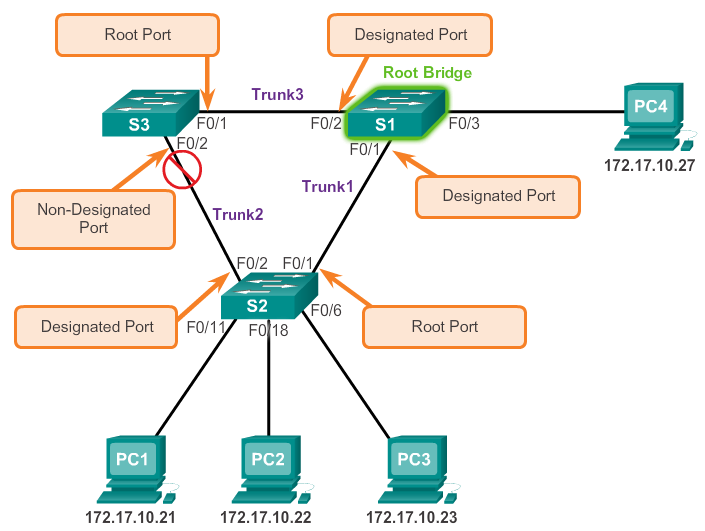 Root Port
Designated Port
Root Bridge
Trunk3
PC4
S3
F0/1
F0/2
S1
F0/3
F0/2
F0/1
172.17.10.27
Trunk1
Designated Port
Non-Designated
Port
Trunk2
F0/2
F0/1
S2
Designated Port
F0/11
F0/18
F0/6
Root Port
PC1
PC2
PC3
172.17.10.21
172.17.10.22
172.17.10.23